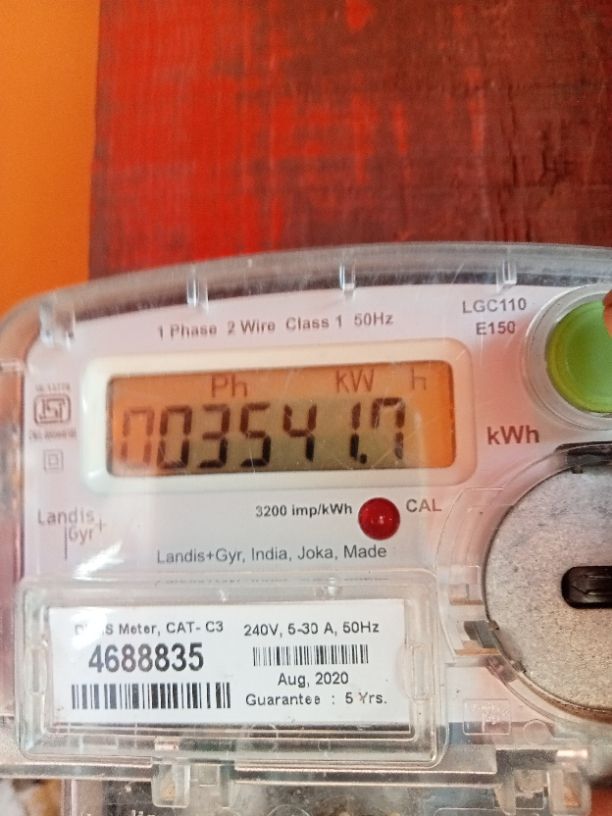 LGC110
E150
1 Phase 2 Wire Class 1 50Hz
Ph kW h
003541.7
kWh
3200 imp/kWh CAL
Landis
Gyr+
Landis+Gyr, India, Joka, Made
Meter, CAT- C3
4688835
240V, 5-30 A, 50Hz
Aug, 2020
Guarantee : 5 Yrs.